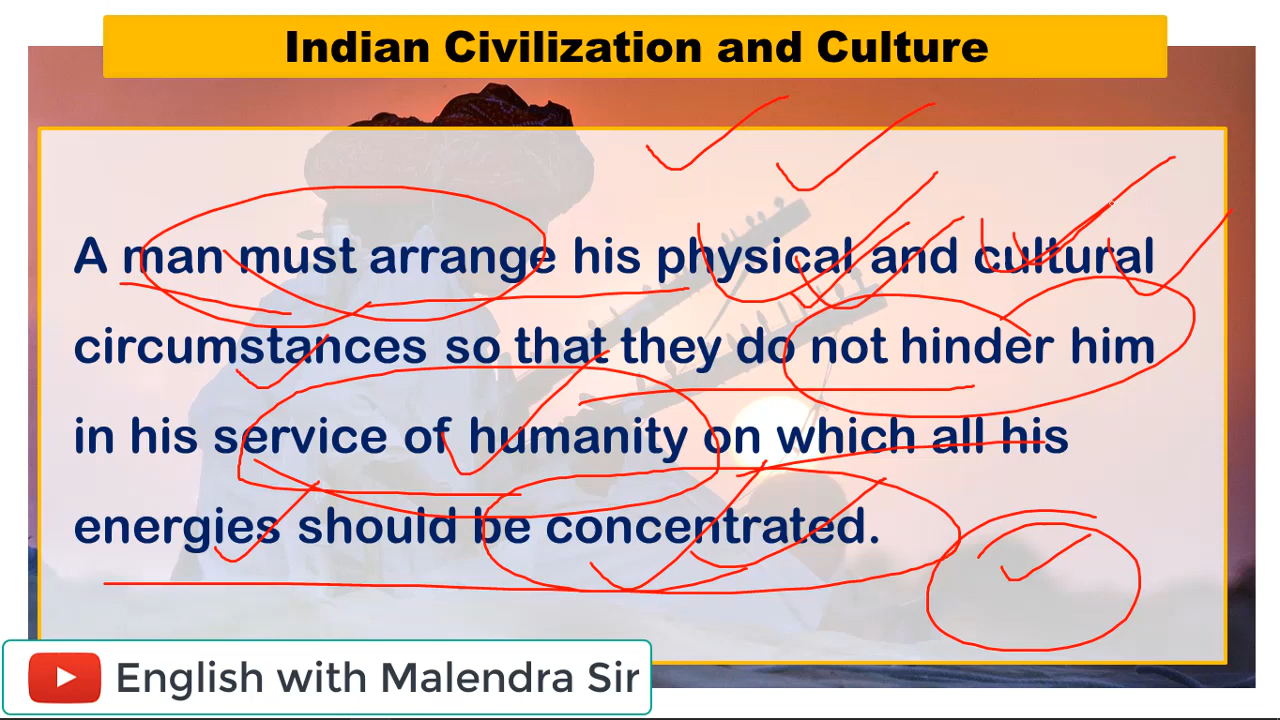 Indian Civilization and Culture
A man must arrange his physical and cultural
circumstances so that they do not hinder him
in his service of humanity on which all his
energies should be concentrated.
English with Malendra Sir